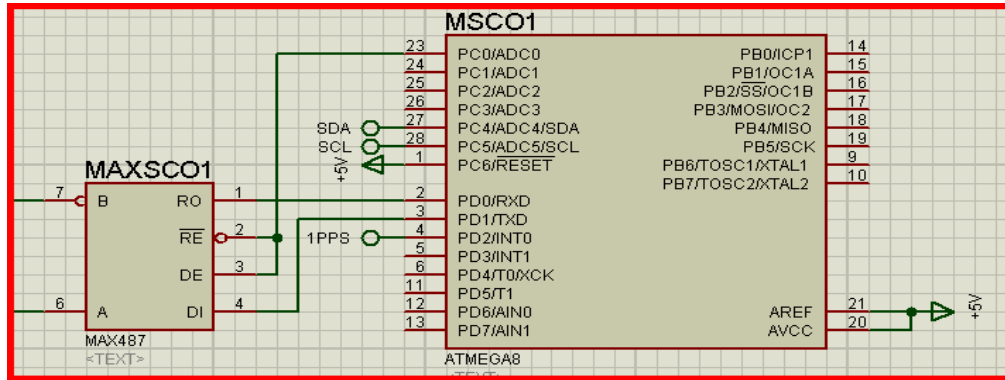 MSCO1
23 PC0/ADC0 PB0/ICP1 14
24 PC1/ADC1 PB1/OC1A 15
25 PC2/ADC2 PB2/SS/OC1B 16
26 PC3/ADC3 PB3/MOSI/OC2 17
SDA 27 PC4/ADC4/SDA PB4/MISO 18
SCL 28 PC5/ADC5/SCL PB5/SCK 19
+5V 1 PC6/RESET PB6/TOSC1/XTAL1 9
PB7/TOSC2/XTAL2 10
MAXSCO1
7 B RO 1 2 PD0/RXD
3 PD1/TXD
RE 2 1PPS 4 PD2/INT0
5 PD3/INT1
DE 3 6 PD4/T0/XCK
11 PD5/T1
6 A DI 4 12 PD6/AIN0 AREF 21 +5V
13 PD7/AIN1 AVCC 20
MAX487
<TEXT>
ATMEGA8
<TEXT>